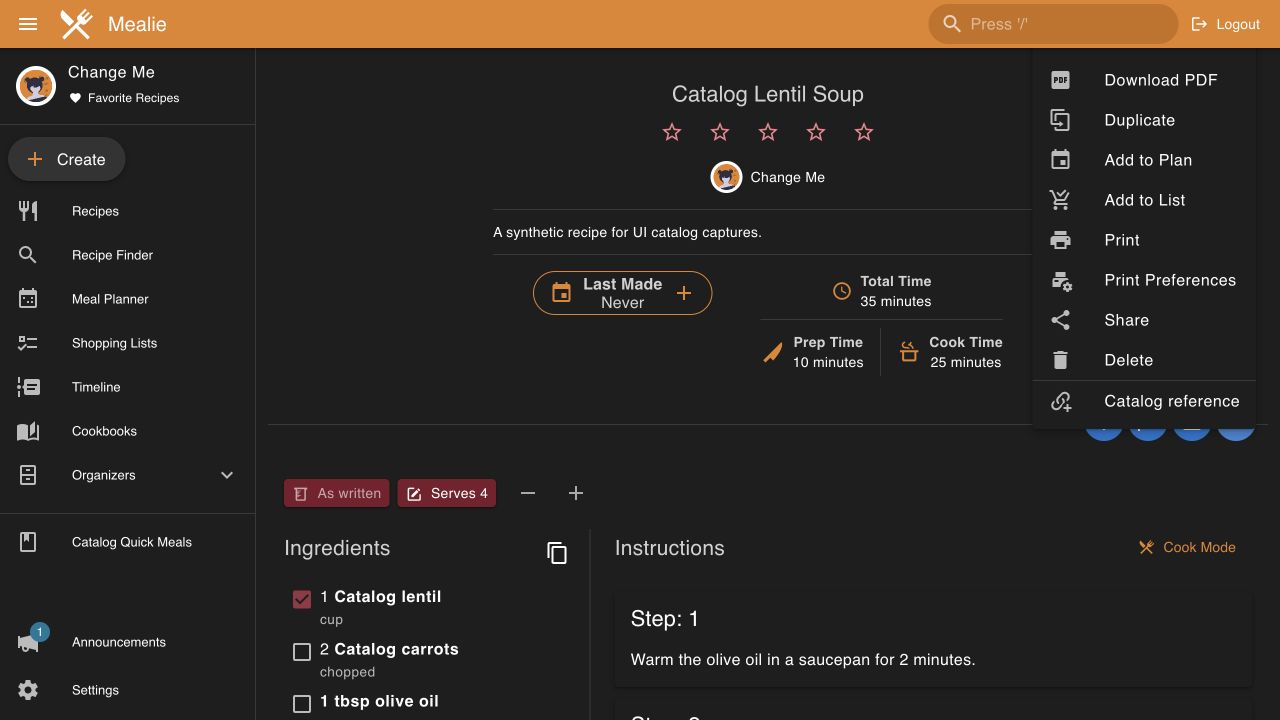 Mealie
Press '/'
Logout
Change Me
Favorite Recipes
Create
Recipes
Recipe Finder
Meal Planner
Shopping Lists
Timeline
Cookbooks
Organizers
Catalog Quick Meals
1
Announcements
Settings
Catalog Lentil Soup
Change Me
A synthetic recipe for UI catalog captures.
Last Made
Never
Total Time
35 minutes
Prep Time
10 minutes
Cook Time
25 minutes
PDF
Download PDF
Duplicate
Add to Plan
Add to List
Print
Print Preferences
Share
Delete
Catalog reference
As written
Serves 4
Ingredients
1 Catalog lentil
cup
2 Catalog carrots
chopped
1 tbsp olive oil
Instructions
Cook Mode
Step: 1
Warm the olive oil in a saucepan for 2 minutes.